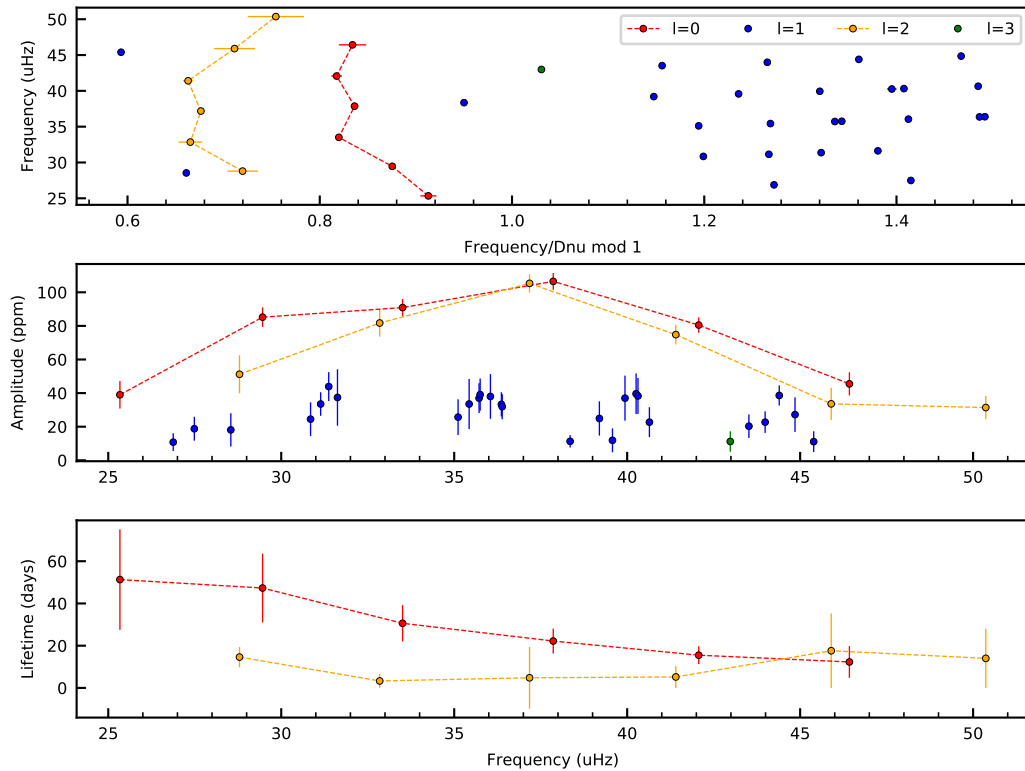 50
45
40
35
30
25
Frequency (uHz)
l=0 l=1 l=2 l=3
0.6 0.8 1.0 1.2 1.4
Frequency/Dnu mod 1
100
80
60
40
20
0
Amplitude (ppm)
25 30 35 40 45 50
60
40
20
0
Lifetime (days)
25 30 35 40 45 50
Frequency (uHz)